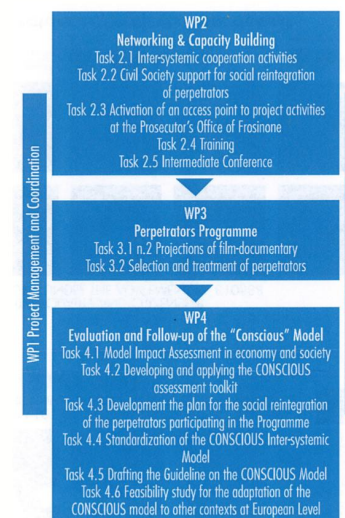 WP2
Networking & Capacity Building
Task 2.1 Inter-systemic cooperation activities
Task 2.2 Civil Society support for social reintegration
of perpetrators
Task 2.3 Activation of an access point to project activities
at the Prosecutor's Office of Frosinone
Task 2.4 Training
Task 2.5 Intermediate Conference
WP1 Project Management and Coordination
WP3
Perpetrators Programme
Task 3.1 n.2 Projections of film-documentary
Task 3.2 Selection and treatment of perpetrators
WP4
Evaluation and Follow-up of the "Conscious" Model
Task 4.1 Model Impact Assessment in economy and society
Task 4.2 Developing and applying the CONSCIOUS
assessment toolkit
Task 4.3 Development the plan for the social reintegration
of the perpetrators participating in the Programme
Task 4.4 Standardization of the CONSCIOUS Inter-systemic
Model
Task 4.5 Drafting the Guideline on the CONSCIOUS Model
Task 4.6 Feasibility study for the adaptation of the
CONSCIOUS model to other contexts at European Level